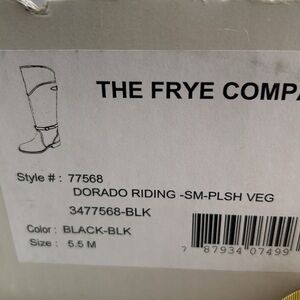 THE FRYE COMPA
Style # : 77568
DORADO RIDING -SM-PLSH VEG
3477568-BLK
Color : BLACK-BLK
Size : 5.5 M
87934 07499